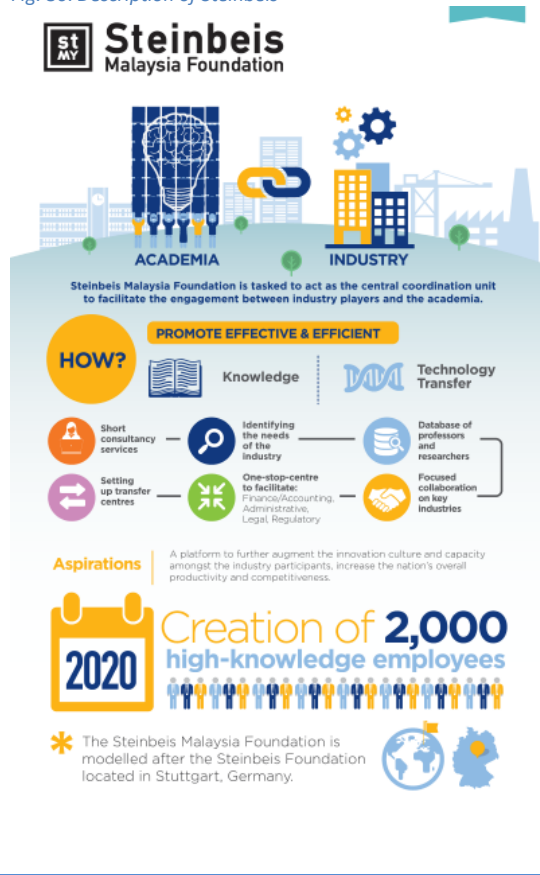 Fig. 36: Description of Steinbeis
st
MY
Steinbeis
Malaysia Foundation
ACADEMIA
INDUSTRY
Steinbeis Malaysia Foundation is tasked to act as the central coordination unit
to facilitate the engagement between industry players and the academia.
HOW?
PROMOTE EFFECTIVE & EFFICIENT
Knowledge
Technology
Transfer
Short
consultancy
services
Identifying
the needs
of the
industry
Database of
professors
and
researchers
Setting
up transfer
centres
One-stop-centre
to facilitate:
Finance/Accounting,
Administrative,
Legal, Regulatory
Focused
collaboration
on key
industries
Aspirations
A platform to further augment the innovation culture and capacity
amongst the industry participants, increase the nation's overall
productivity and competitiveness.
2020
Creation of 2,000
high-knowledge employees
* The Steinbeis Malaysia Foundation is
modelled after the Steinbeis Foundation
located in Stuttgart, Germany.